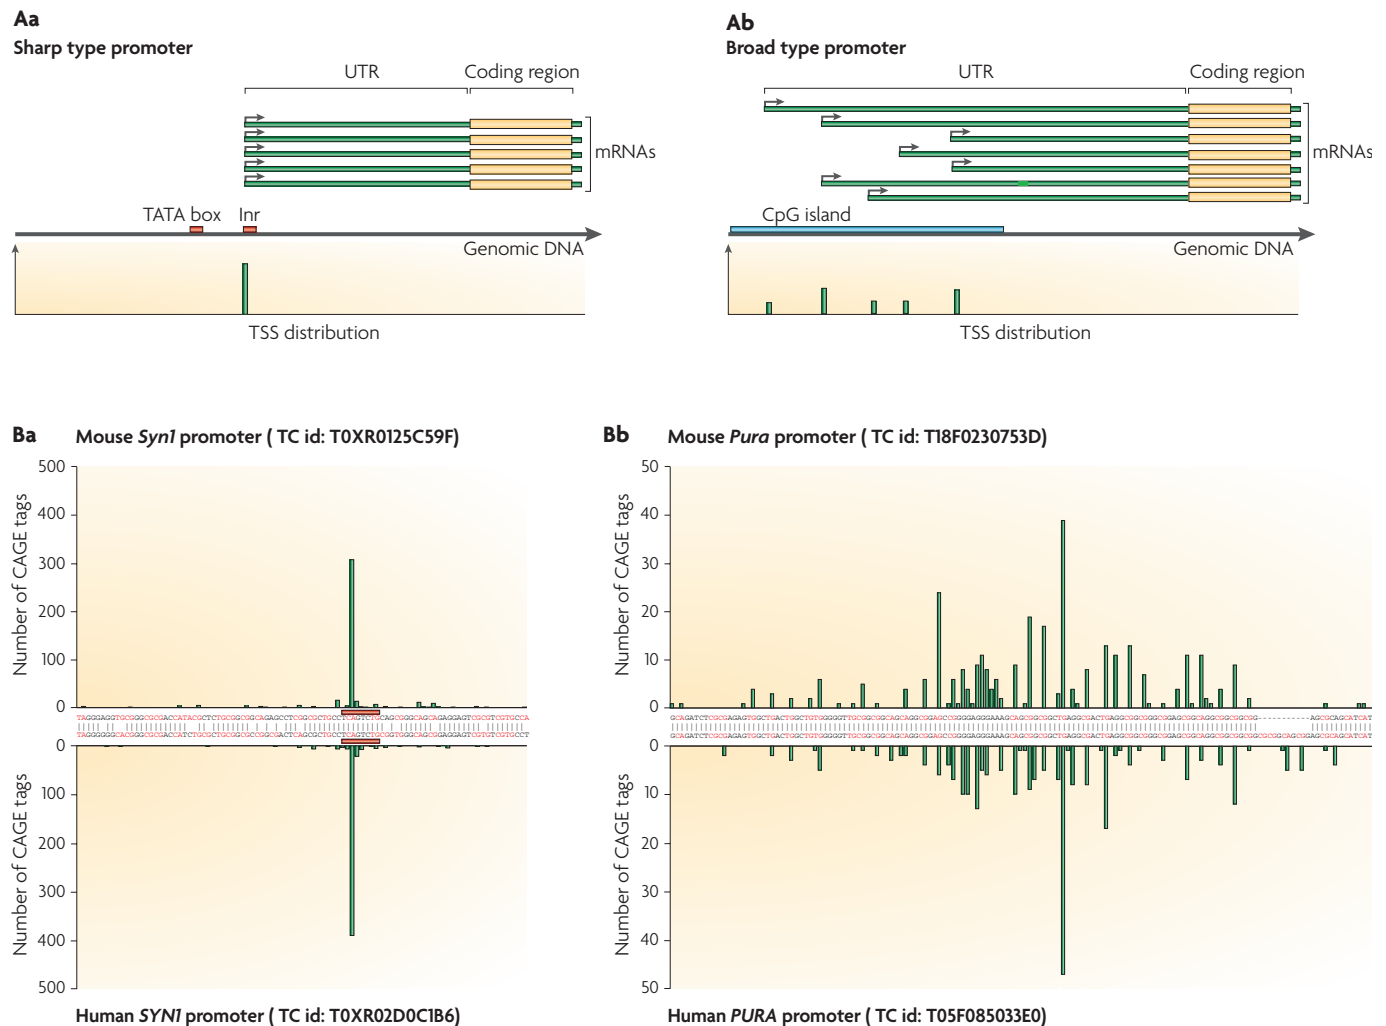 Aa
Sharp type promoter
UTR
Coding region
mRNAs
TATA box
Inr
Genomic DNA
TSS distribution
Ab
Broad type promoter
UTR
Coding region
mRNAs
CpG island
Genomic DNA
TSS distribution
Ba
Mouse Syn1 promoter ( TC id: T0XR0125C59F)
Number of CAGE tags
500
400
300
200
100
0
0
100
200
300
400
500
Number of CAGE tags
Human SYN1 promoter ( TC id: T0XR02D0C1B6)
Bb
Mouse Pura promoter ( TC id: T18F0230753D)
Number of CAGE tags
50
40
30
20
10
0
0
10
20
30
40
50
Number of CAGE tags
Human PURA promoter ( TC id: T05F085033E0)